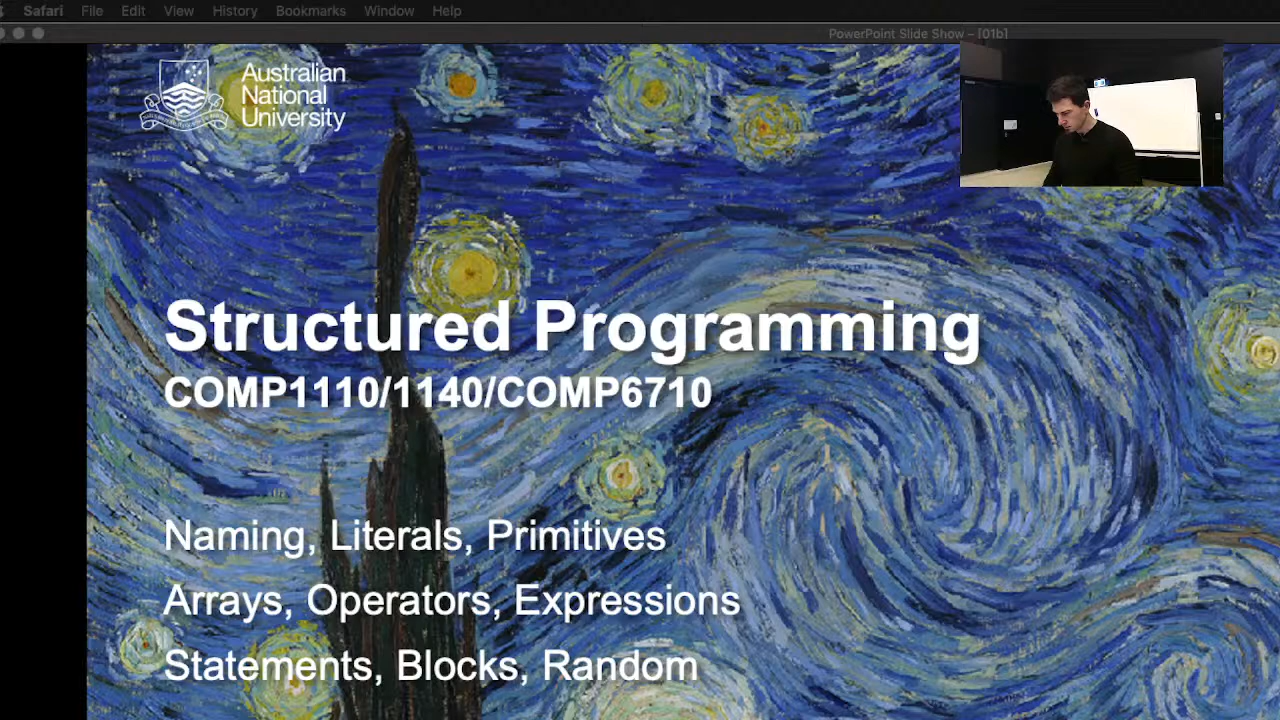 Safari File Edit View History Bookmarks Window Help
PowerPoint Slide Show – [01b]
Australian
National
University
Structured Programming
COMP1110/1140/COMP6710
Naming, Literals, Primitives
Arrays, Operators, Expressions
Statements, Blocks, Random